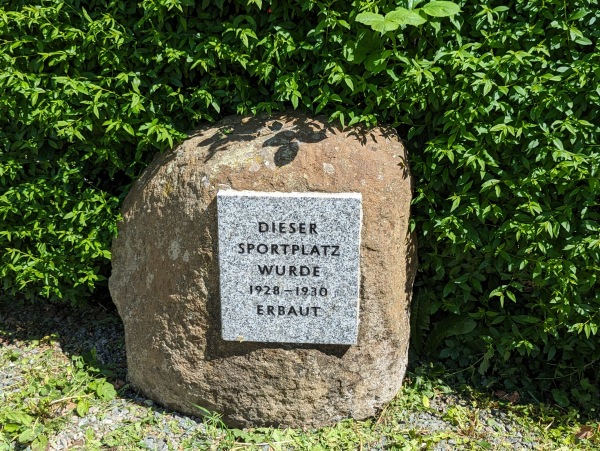 DIESER
SPORTPLATZ
WURDE
1928 – 1930
ERBAUT